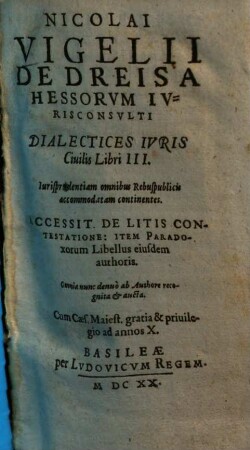 NICOLAI
VIGELII
DE DREISA
HESSORVM IV=
RISCONSVLTI
DIALECTICES IVRIS
Ciuilis Libri III.
Iurisprudentiam omnibus Rebuspublicis
accommodatam continentes.
ACCESSIT. DE LITIS CON-
TESTATIONE: ITEM PARADO-
xorum Libellus eiusdem
authoris.
Omnia nunc denuò ab Authore reco-
gnita & aucta.
Cum Cæs. Maiest. gratia & priuile-
gio ad annos X.
BASILEÆ
per LVDOVICVM REGEM.
M DC XX.